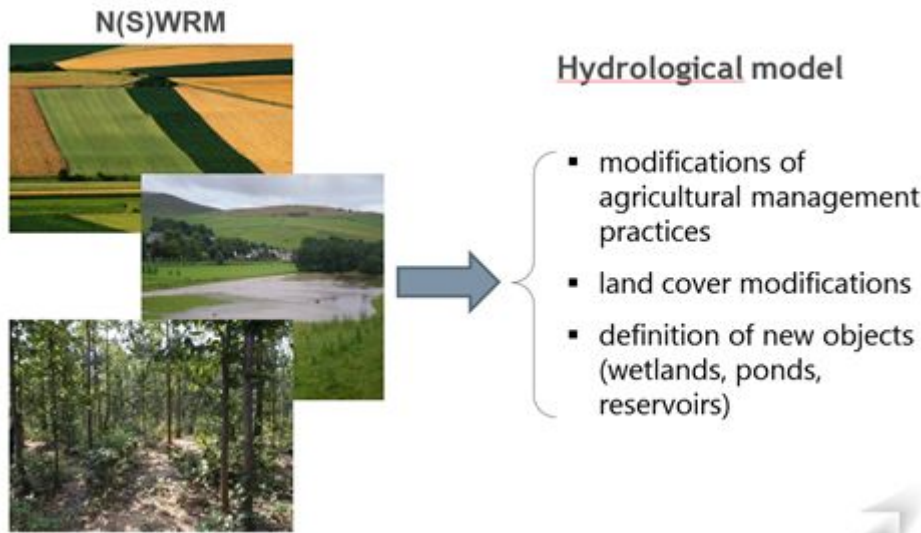 N(S)WRM
Hydrological model
▪ modifications of
agricultural management
practices
▪ land cover modifications
▪ definition of new objects
(wetlands, ponds,
reservoirs)